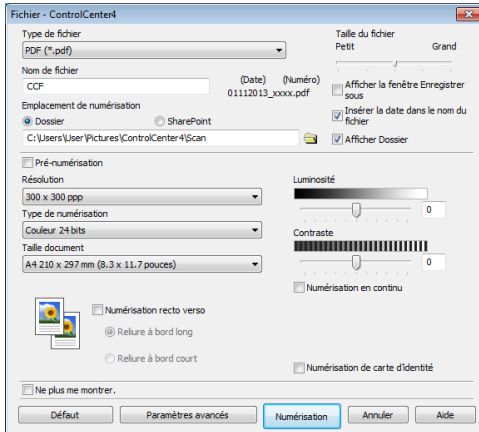 Fichier - ControlCenter4
Type de fichier
PDF (*.pdf)
Nom de fichier
CCF
(Date) (Numéro)
01112013_xxxx.pdf
Emplacement de numérisation
Dossier
SharePoint
C:\Users\User\Pictures\ControlCenter4\Scan
Taille du fichier
Petit Grand
Afficher la fenêtre Enregistrer
sous
Insérer la date dans le nom du
fichier
Afficher Dossier
Pré-numérisation
Résolution
300 x 300 ppp
Type de numérisation
Couleur 24 bits
Taille document
A4 210 x 297 mm (8.3 x 11.7 pouces)
Luminosité
0
Contraste
0
Numérisation en continu
Numérisation recto verso
Reliure à bord long
Reliure à bord court
Numérisation de carte d'identité
Ne plus me montrer.
Défaut
Paramètres avancés
Numérisation
Annuler
Aide